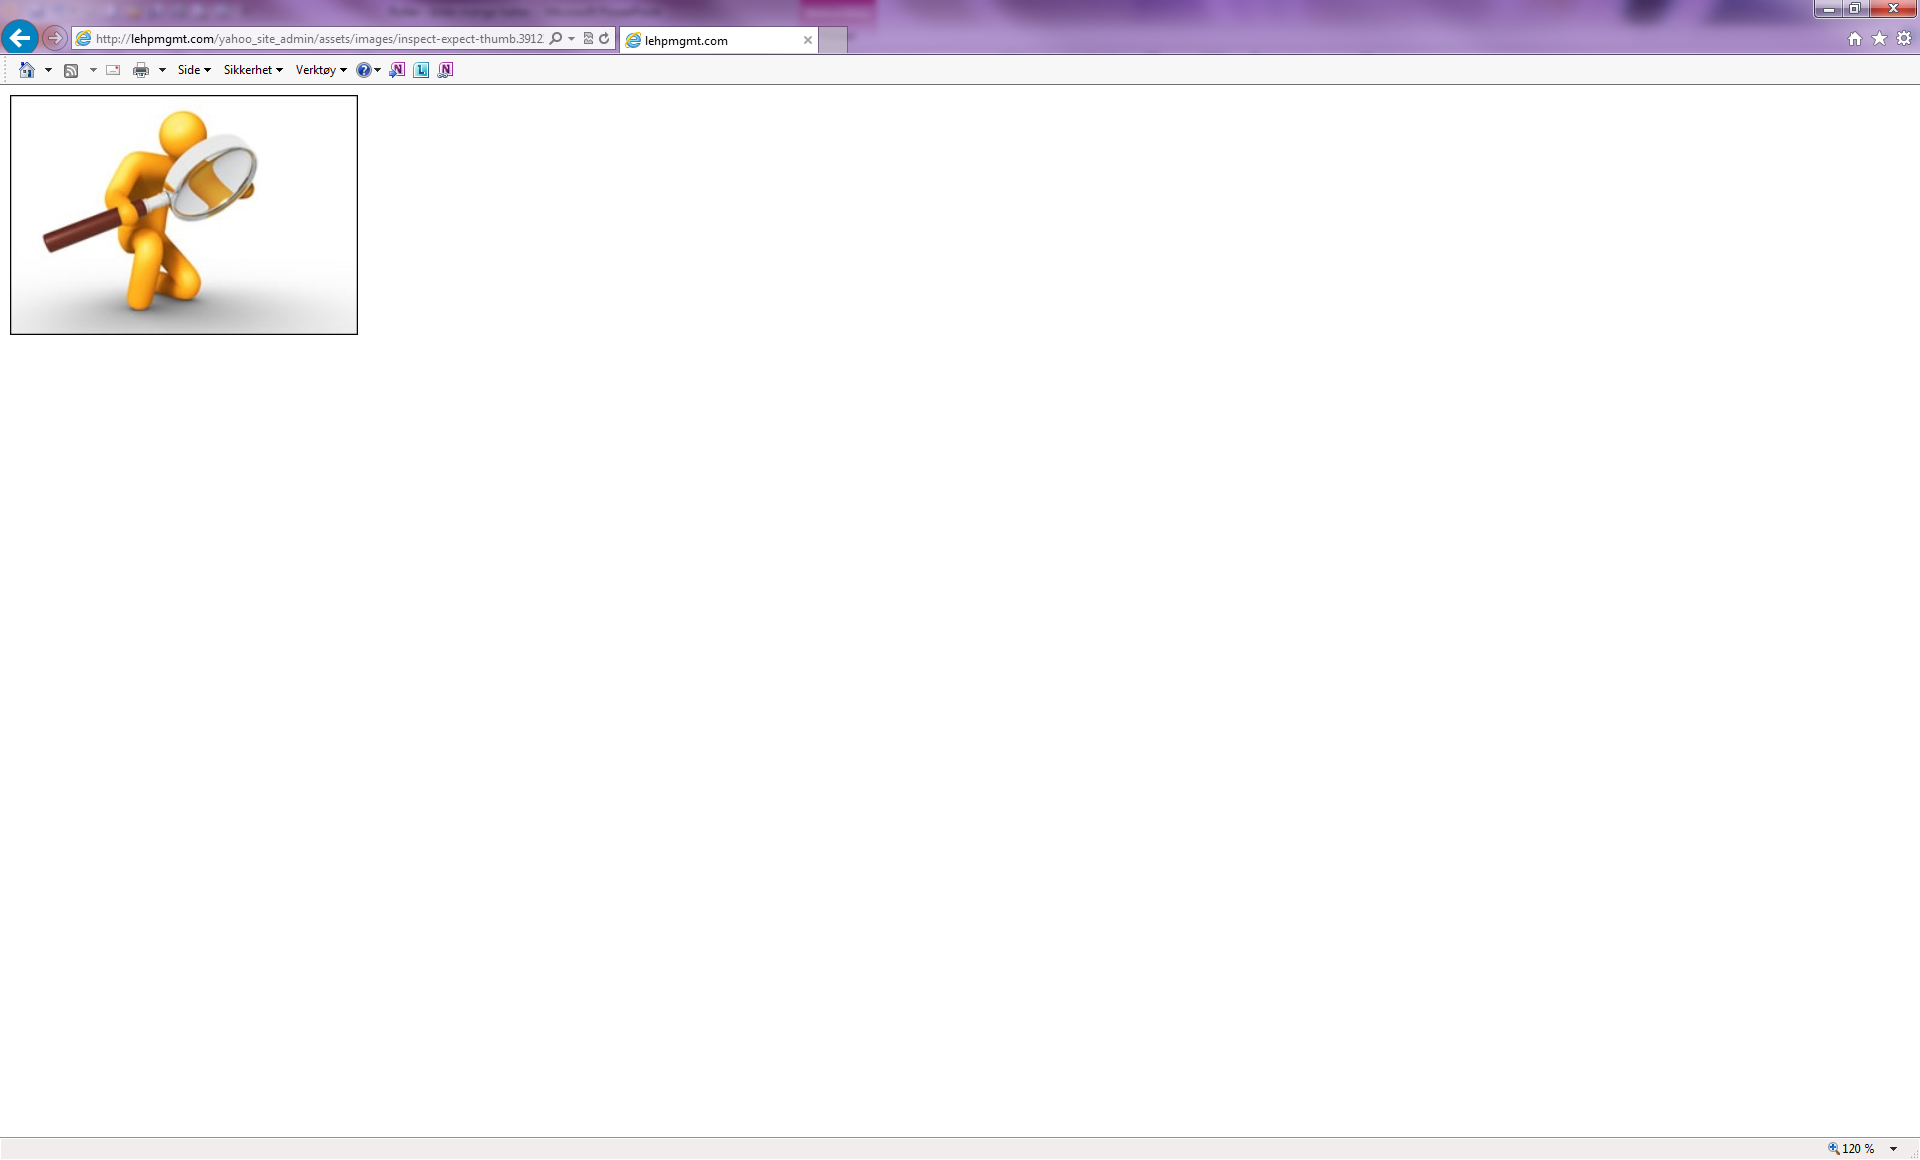 http://lehpmgmt.com/yahoo_site_admin/assets/images/inspect-expect-thumb.3912
lehpmgmt.com
Side
Sikkerhet
Verktøy
120 %